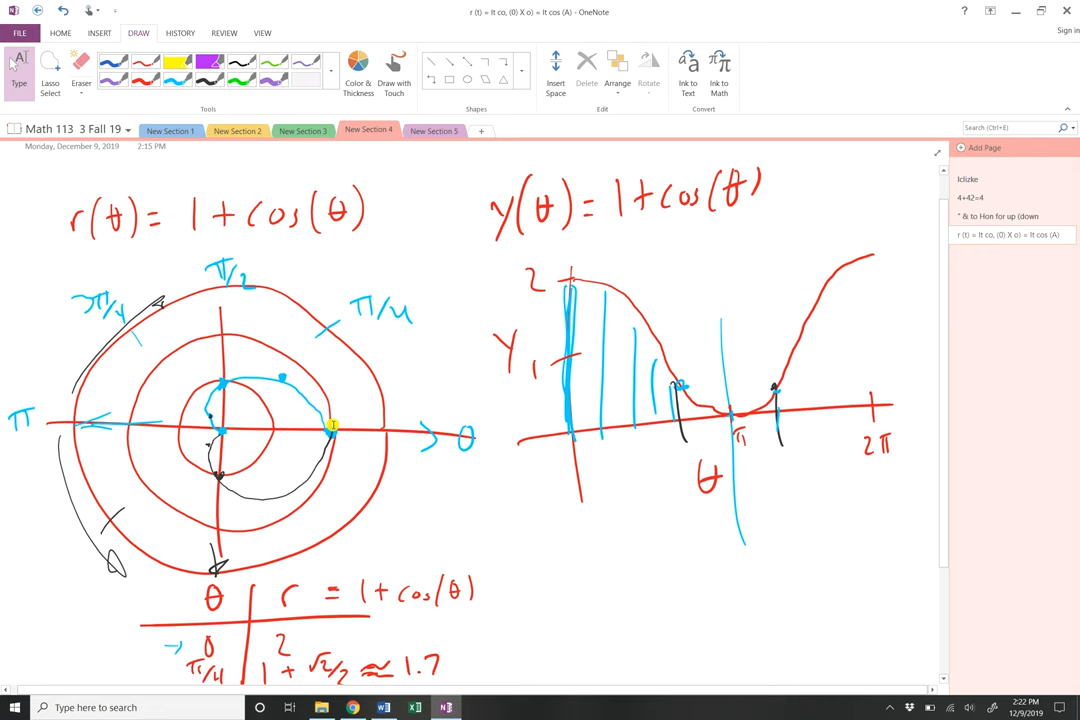 r (t) = It co, (0) X o) = It cos (A) - OneNote
?
Sign in
FILE HOME INSERT DRAW HISTORY REVIEW VIEW
Type
Lasso Select
Eraser
Color & Thickness
Draw with Touch
Insert Space
Delete
Arrange
Rotate
Ink to Text
Ink to Math
Tools
Shapes
Edit
Convert
Math 113 3 Fall 19
New Section 1
New Section 2
New Section 3
New Section 4
New Section 5
+
Search (Ctrl+E)
Monday, December 9, 2019 2:15 PM
Add Page
Iclizke
4+42=4
" & to Hon for up (down
r (t) = It co, (0) X o) = It cos (A)
r(θ) = 1 + cos(θ)
y(θ) = 1 + cos(θ)
π/2
3π/4
π/4
π
0
2
Y
1
π
2π
θ
θ | r = 1 + cos(θ)
→ 0 | 2
π/4 | 1 + √2/2 ≈ 1.7
Type here to search
2:22 PM
12/9/2019